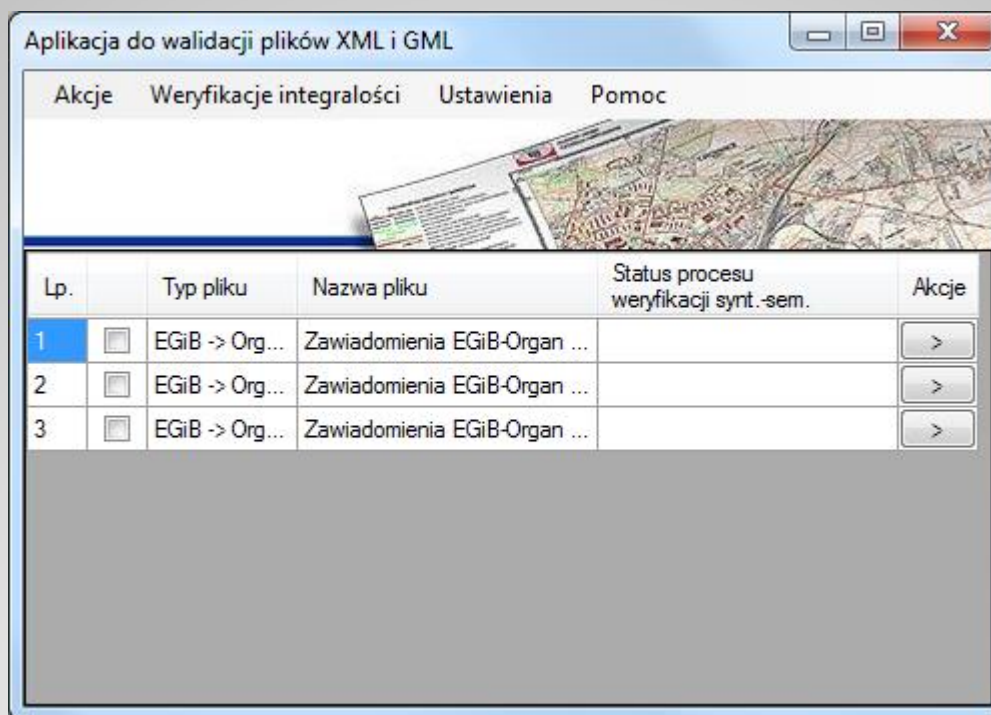 Aplikacja do walidacji plików XML i GML
Akcje Weryfikacje integralości Ustawienia Pomoc
Lp. Typ pliku Nazwa pliku Status procesu weryfikacji synt.-sem. Akcje
1 EGiB -> Org... Zawiadomienia EGiB-Organ ... >
2 EGiB -> Org... Zawiadomienia EGiB-Organ ... >
3 EGiB -> Org... Zawiadomienia EGiB-Organ ... >